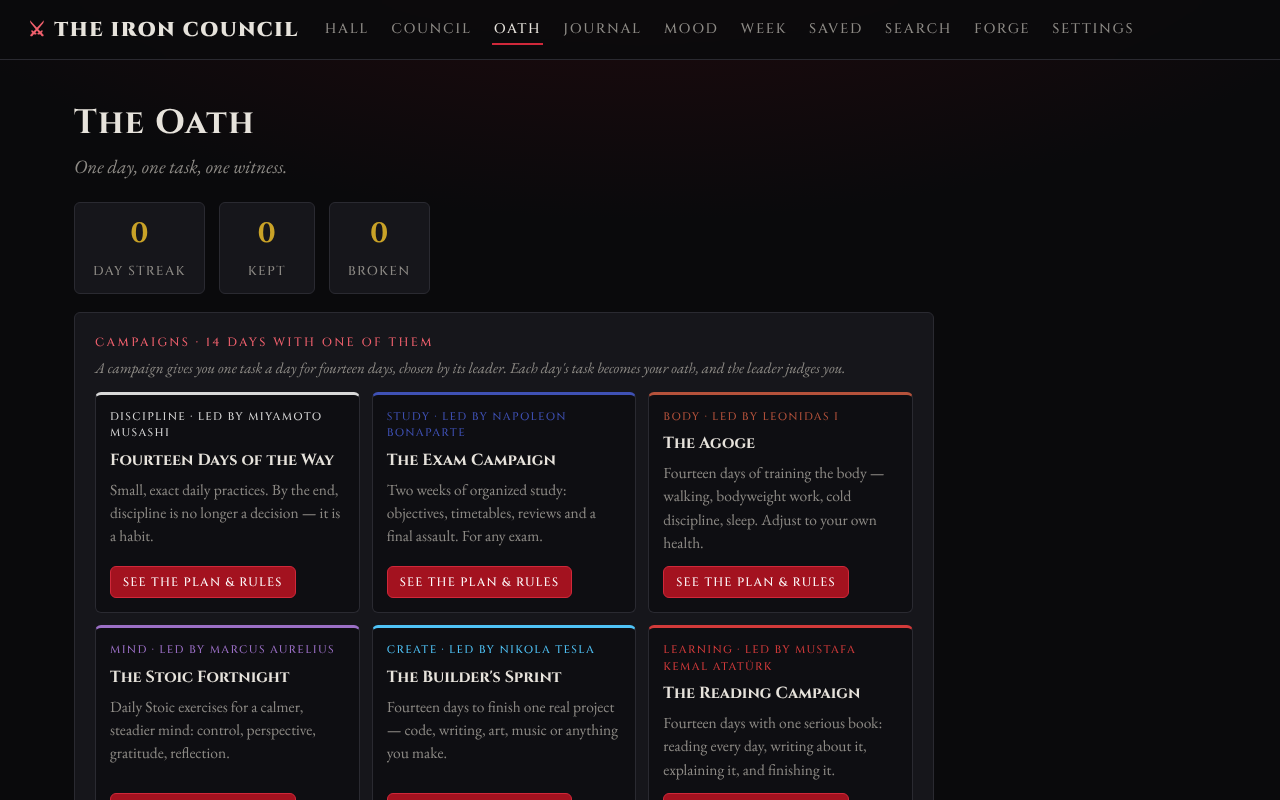 ⚔ THE IRON COUNCIL HALL COUNCIL OATH JOURNAL MOOD WEEK SAVED SEARCH FORGE SETTINGS
The Oath
One day, one task, one witness.
0 0 0
DAY STREAK KEPT BROKEN
CAMPAIGNS · 14 DAYS WITH ONE OF THEM
A campaign gives you one task a day for fourteen days, chosen by its leader. Each day's task becomes your oath, and the leader judges you.
DISCIPLINE · LED BY MIYAMOTO
MUSASHI
Fourteen Days of the Way
Small, exact daily practices. By the end,
discipline is no longer a decision — it is
a habit.
SEE THE PLAN & RULES
STUDY · LED BY NAPOLEON
BONAPARTE
The Exam Campaign
Two weeks of organized study:
objectives, timetables, reviews and a
final assault. For any exam.
SEE THE PLAN & RULES
BODY · LED BY LEONIDAS I
The Agoge
Fourteen days of training the body —
walking, bodyweight work, cold
discipline, sleep. Adjust to your own
health.
SEE THE PLAN & RULES
MIND · LED BY MARCUS AURELIUS
The Stoic Fortnight
Daily Stoic exercises for a calmer,
steadier mind: control, perspective,
gratitude, reflection.
CREATE · LED BY NIKOLA TESLA
The Builder's Sprint
Fourteen days to finish one real project
— code, writing, art, music or anything
you make.
LEARNING · LED BY MUSTAFA
KEMAL ATATÜRK
The Reading Campaign
Fourteen days with one serious book:
reading every day, writing about it,
explaining it, and finishing it.